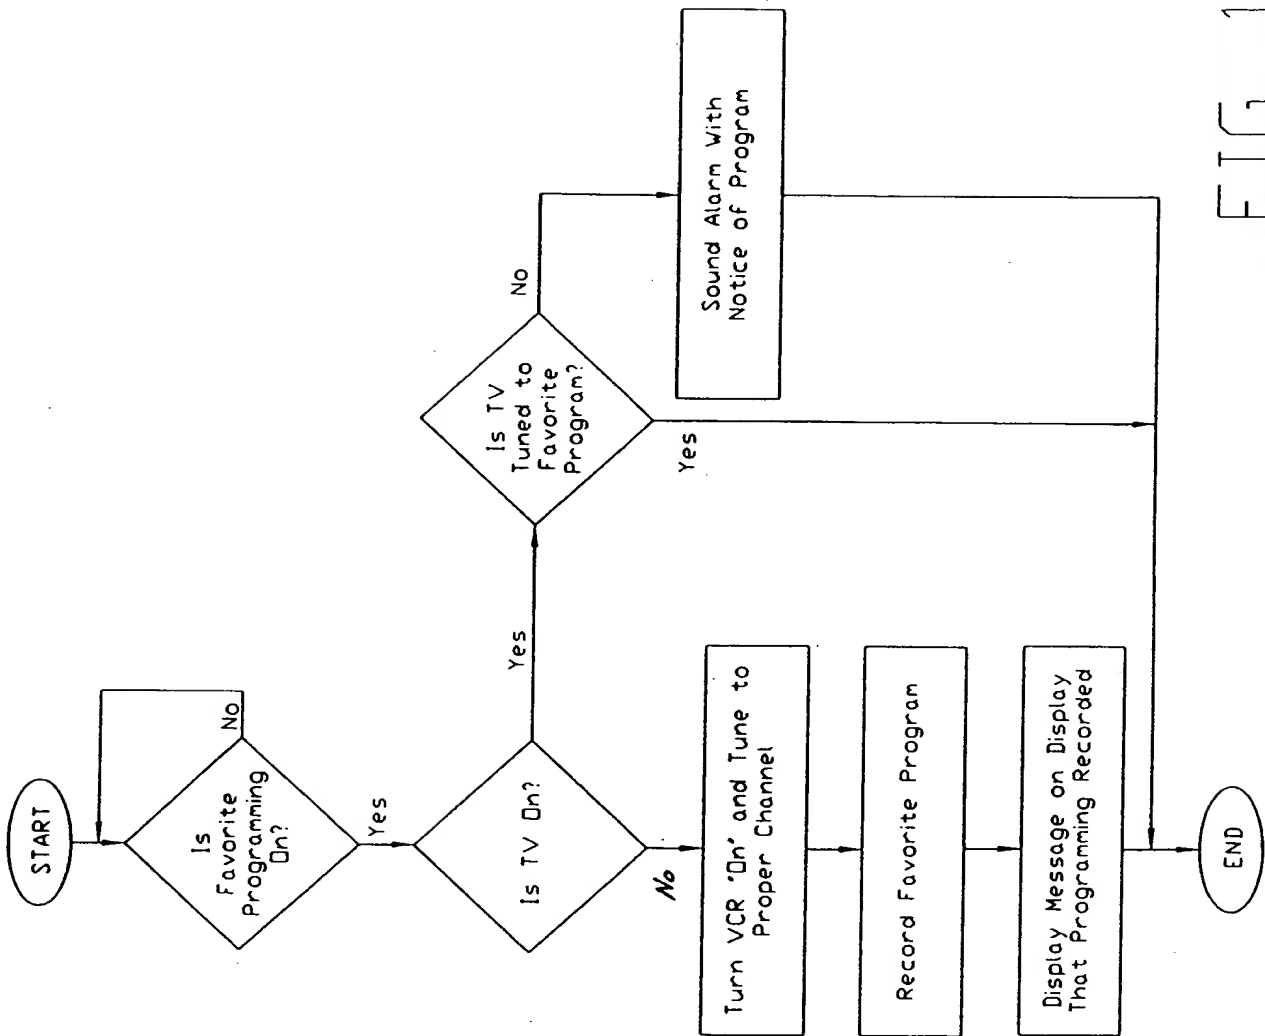 START
Is
Favorite
Programming
On?
No
Yes
Is TV On?
Yes
No
Is TV
Tuned to
Favorite
Program?
No
Yes
Sound Alarm With
Notice of Program
Turn VCR "On" and Tune to
Proper Channel
Record Favorite Program
Display Message on Display
That Programming Recorded
END
FIG